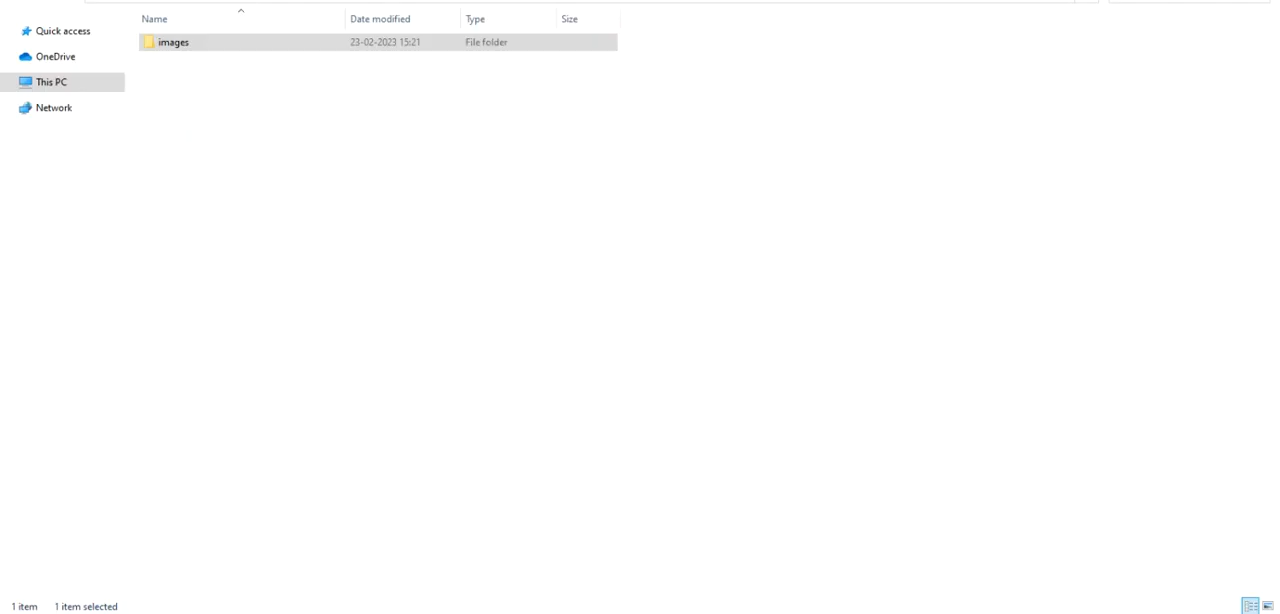 Name Date modified Type Size
Quick access
images 23-02-2023 15:21 File folder
OneDrive
This PC
Network
1 item 1 item selected